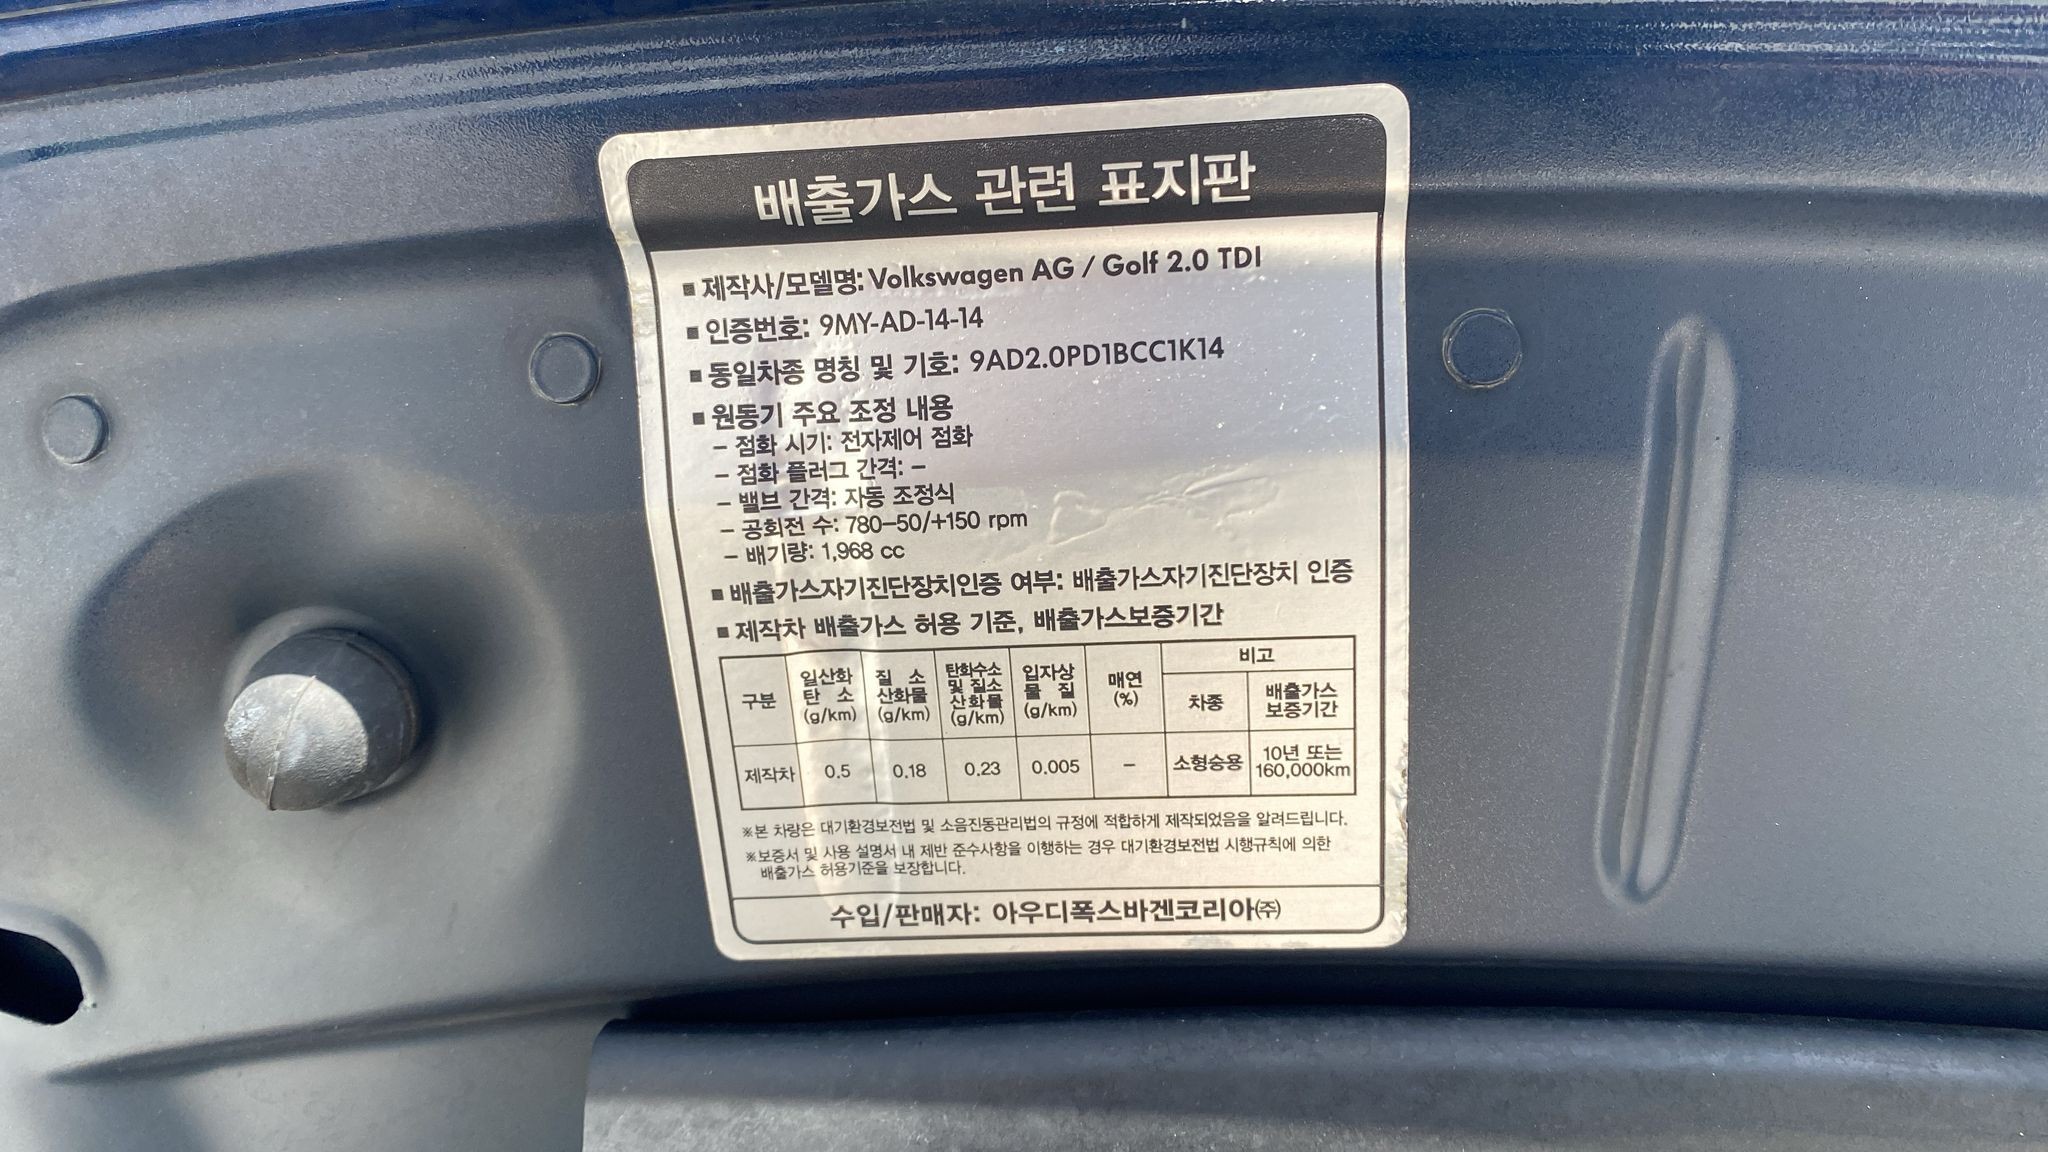 배출가스 관련 표지판
■ 제작사/모델명: Volkswagen AG / Golf 2.0 TDI
■ 인증번호: 9MY-AD-14-14
■ 동일차종 명칭 및 기호: 9AD2.0PD1BCC1K14
■ 원동기 주요 조정 내용
– 점화 시기: 전자제어 점화
– 점화 플러그 간격: –
– 밸브 간격: 자동 조정식
– 공회전 수: 780–50/+150 rpm
– 배기량: 1,968 cc
■ 배출가스자기진단장치인증 여부: 배출가스자기진단장치 인증
■ 제작차 배출가스 허용 기준, 배출가스보증기간
구분
일산화
탄 소
(g/km)
질 소
산화물
(g/km)
탄화수소
및 질소
산화물
(g/km)
입자상
물 질
(g/km)
매연
(%)
비고
차종
배출가스
보증기간
제작차 0.5 0.18 0.23 0.005 – 소형승용
10년 또는
160,000km
※본 차량은 대기환경보전법 및 소음진동관리법의 규정에 적합하게 제작되었음을 알려드립니다.
※보증서 및 사용 설명서 내 제반 준수사항을 이행하는 경우 대기환경보전법 시행규칙에 의한
배출가스 허용기준을 보장합니다.
수입/판매자: 아우디폭스바겐코리아㈜